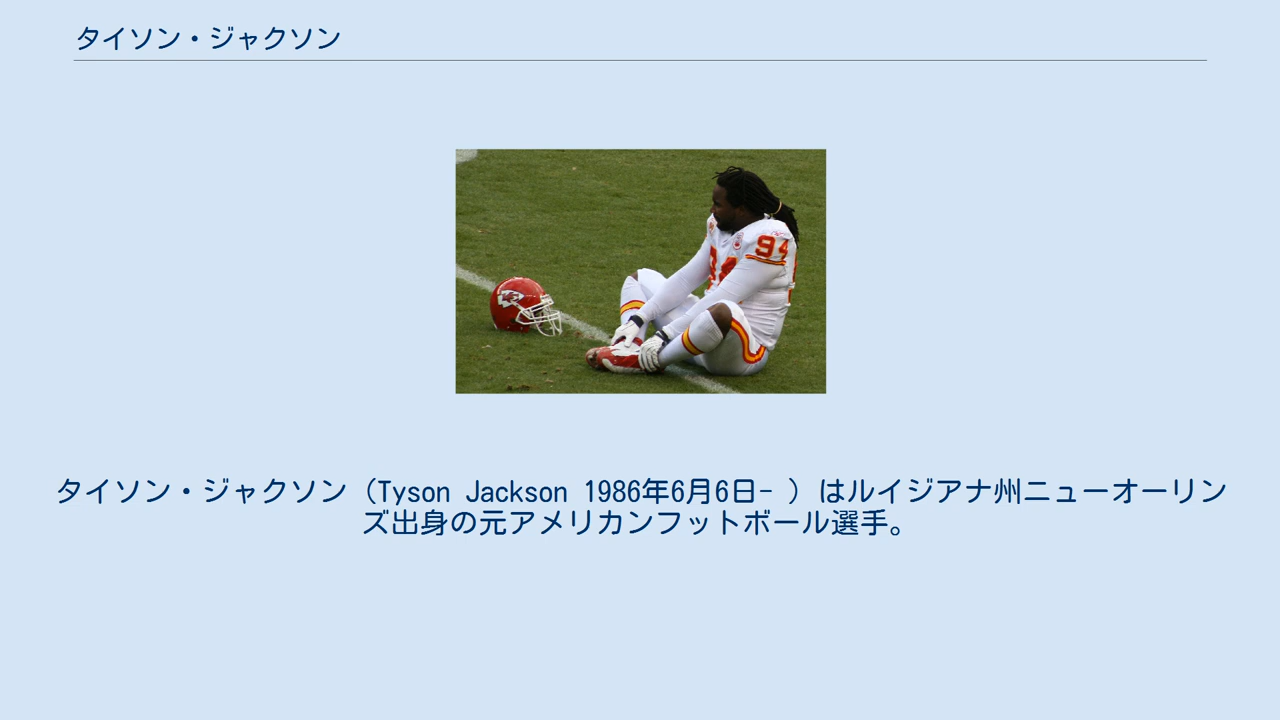 タイソン・ジャクソン
94
94
タイソン・ジャクソン（Tyson Jackson 1986年6月6日- ）はルイジアナ州ニューオーリン
ズ出身の元アメリカンフットボール選手。